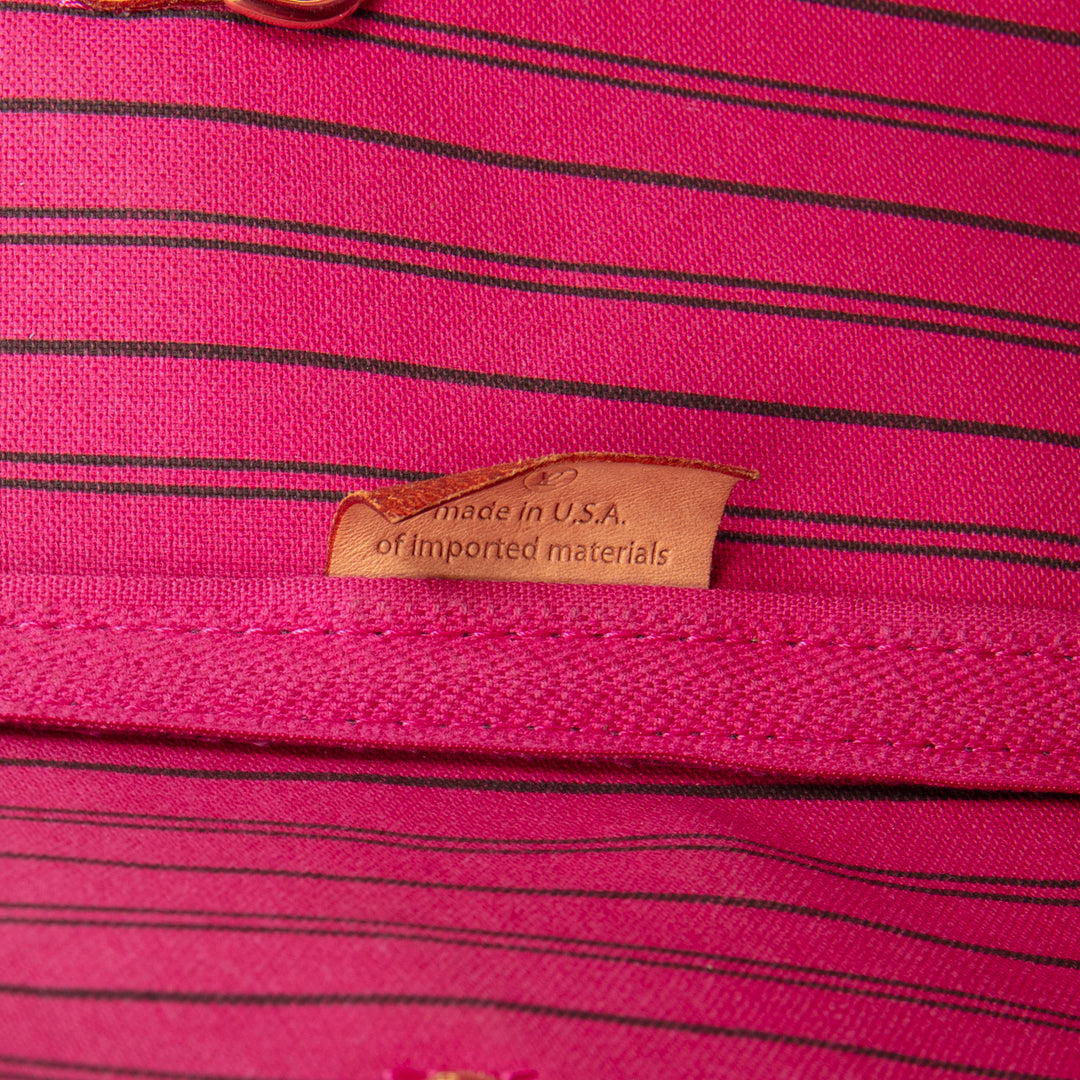 made in U.S.A.
of imported materials